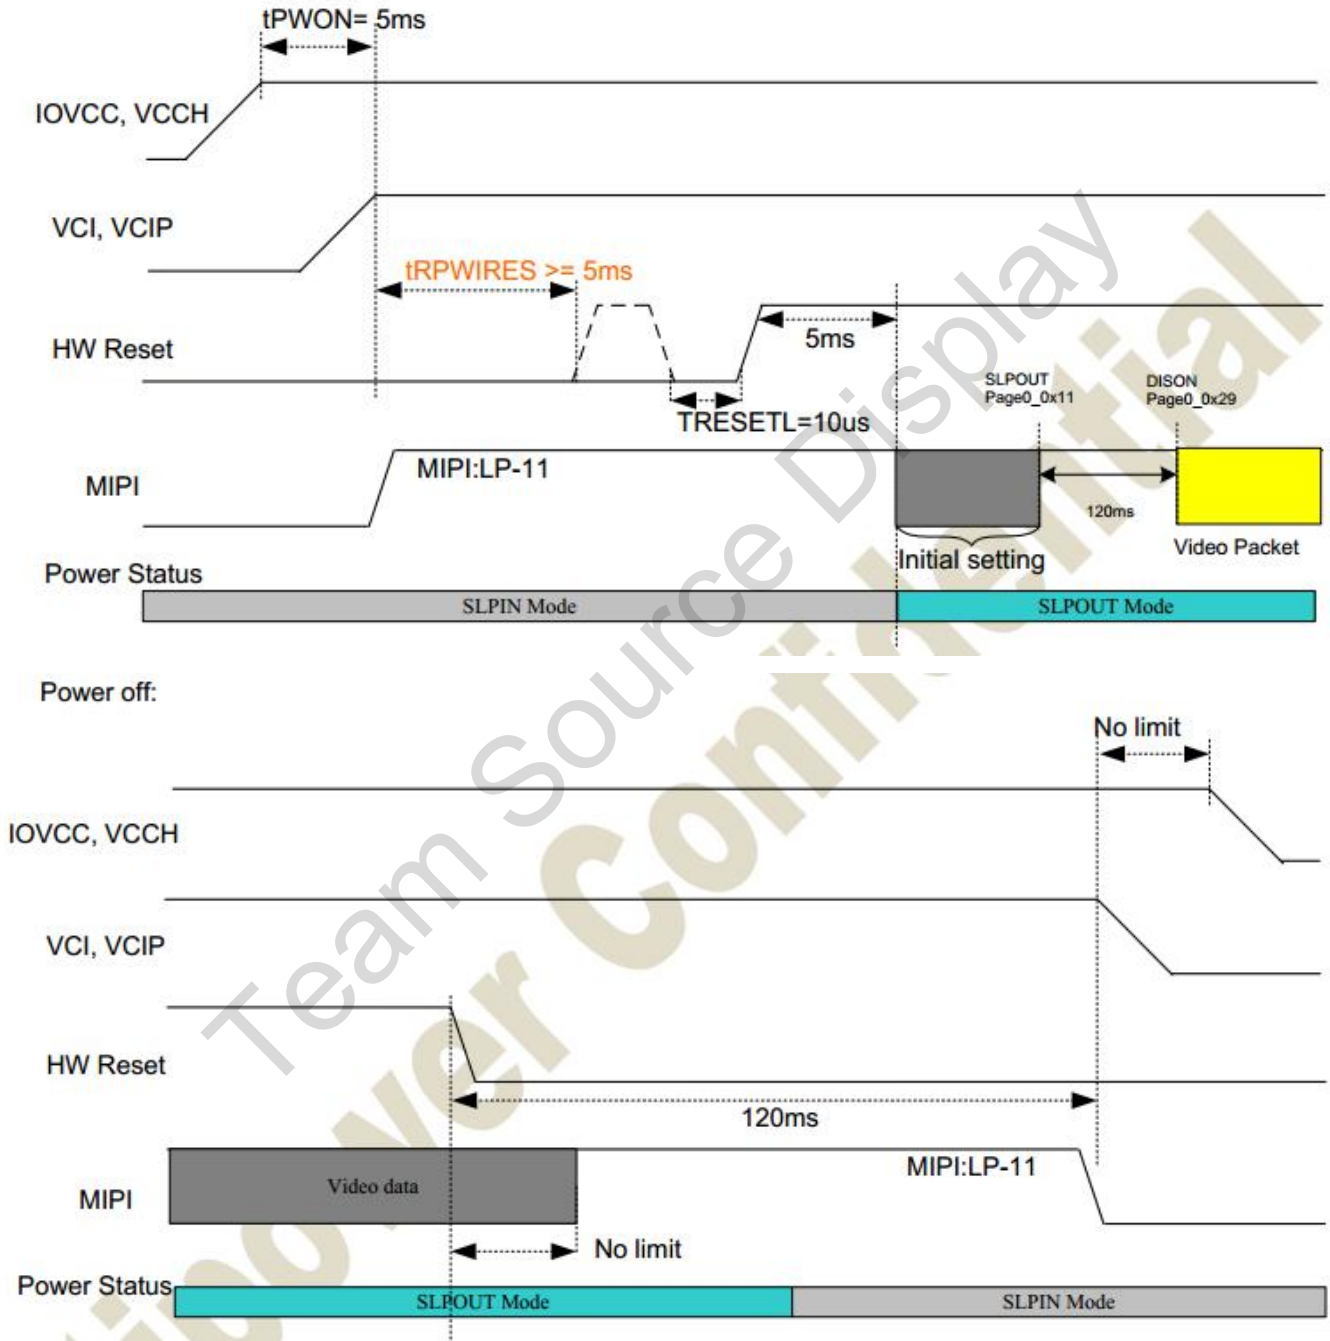 tPWON= 5ms
IOVCC, VCCH
VCI, VCIP
tRPWIRES >= 5ms
HW Reset
5ms
SLPOUT
Page0_0x11
DISON
Page0_0x29
TRESETL=10us
MIPI:LP-11
MIPI
120ms
Initial setting
Video Packet
Power Status
SLPIN Mode
SLPOUT Mode
Power off:
No limit
IOVCC, VCCH
VCI, VCIP
HW Reset
120ms
MIPI:LP-11
MIPI
Video data
No limit
Power Status
SLPOUT Mode
SLPIN Mode
Team Source Display
Confidential